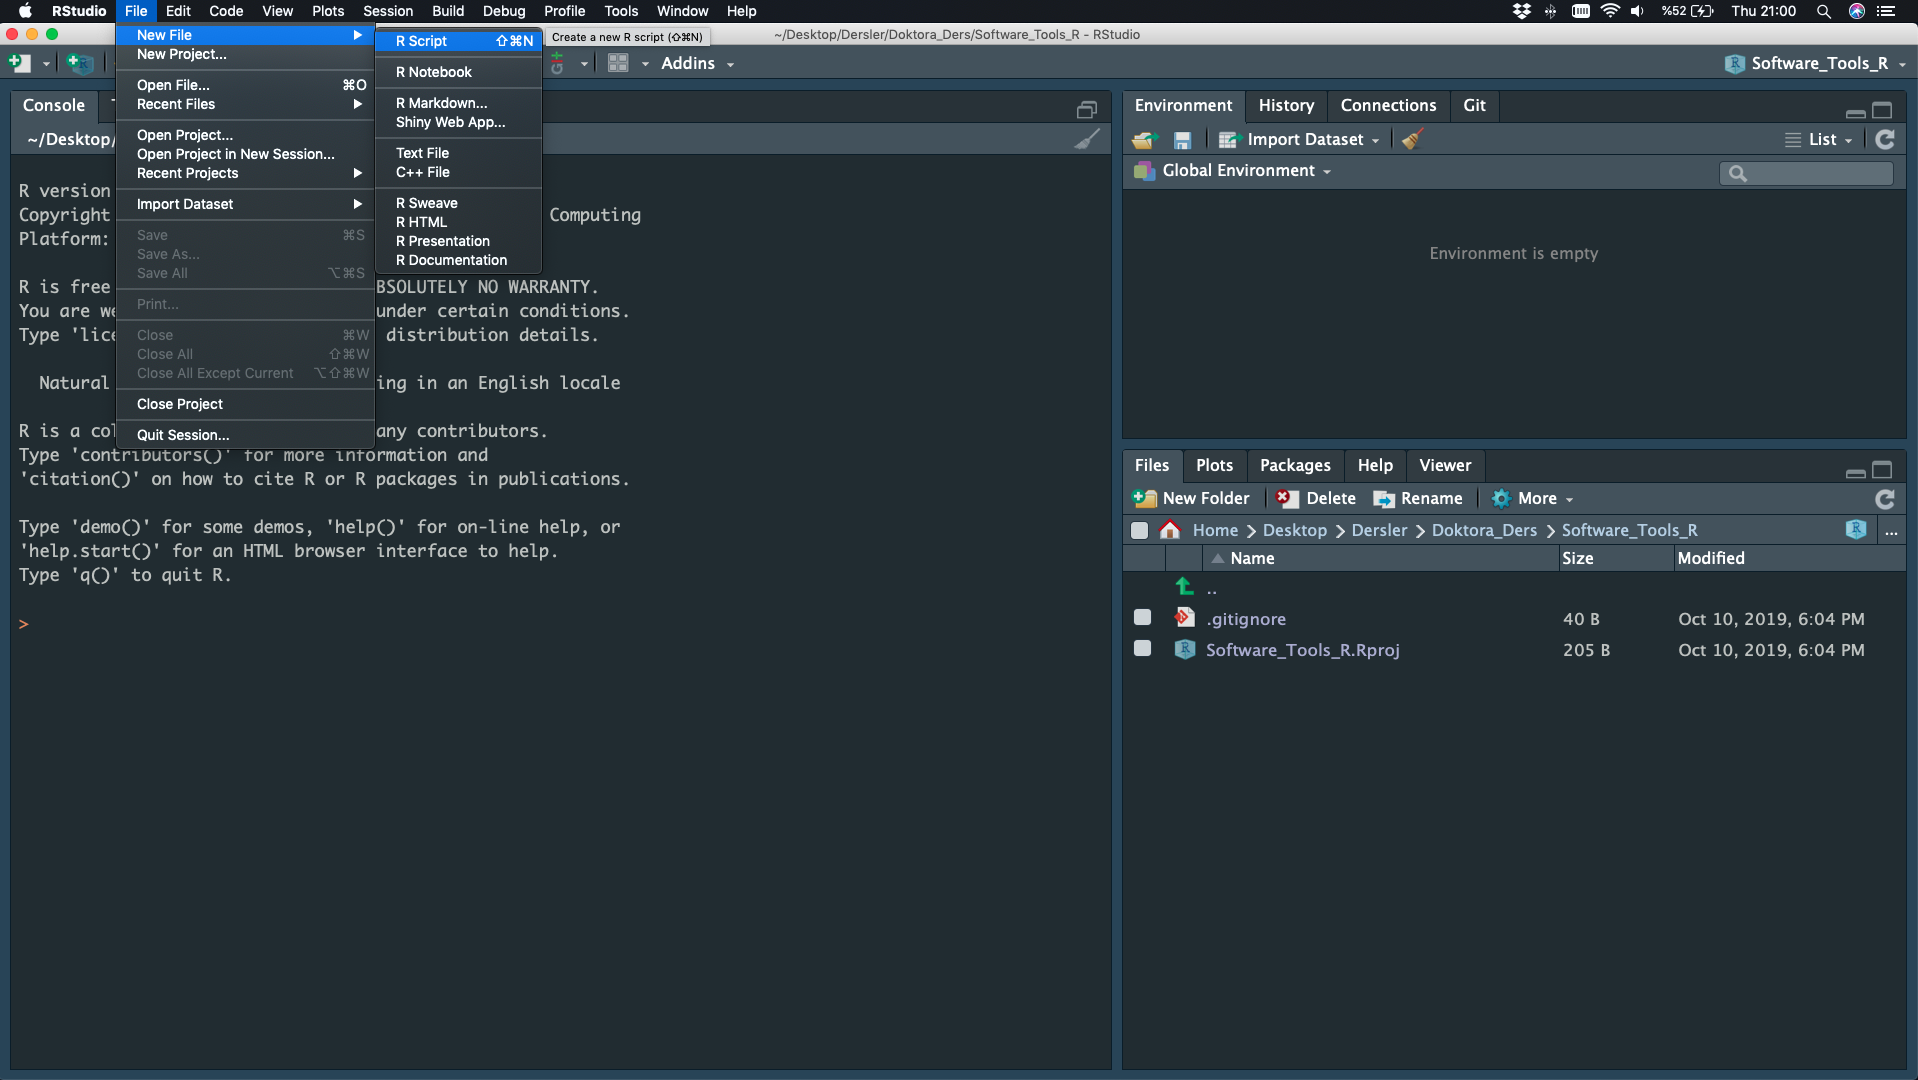 RStudio File Edit Code View Plots Session Build Debug Profile Tools Window Help %52 Thu 21:00
~/Desktop/Dersler/Doktora_Ders/Software_Tools_R - RStudio
New File
New Project...
Open File... ⌘O
Recent Files
Open Project...
Open Project in New Session...
Recent Projects
Import Dataset
Save ⌘S
Save As...
Save All ⌥⌘S
Print...
Close ⌘W
Close All ⇧⌘W
Close All Except Current ⌥⇧⌘W
Close Project
Quit Session...
R Script ⇧⌘N
R Notebook
R Markdown...
Shiny Web App...
Text File
C++ File
R Sweave
R HTML
R Presentation
R Documentation
Create a new R script (⇧⌘N)
Addins
Software_Tools_R
Console
~/Desktop/
R version
Copyright Computing
Platform:
R is free BSOLUTELY NO WARRANTY.
You are we under certain conditions.
Type 'lice distribution details.
Natural ing in an English locale
R is a col any contributors.
Type 'contributors()' for more information and
'citation()' on how to cite R or R packages in publications.
Type 'demo()' for some demos, 'help()' for on-line help, or
'help.start()' for an HTML browser interface to help.
Type 'q()' to quit R.
>
Environment History Connections Git
Import Dataset List
Global Environment
Environment is empty
Files Plots Packages Help Viewer
New Folder Delete Rename More
Home Desktop Dersler Doktora_Ders Software_Tools_R ...
Name Size Modified
..
.gitignore 40 B Oct 10, 2019, 6:04 PM
Software_Tools_R.Rproj 205 B Oct 10, 2019, 6:04 PM